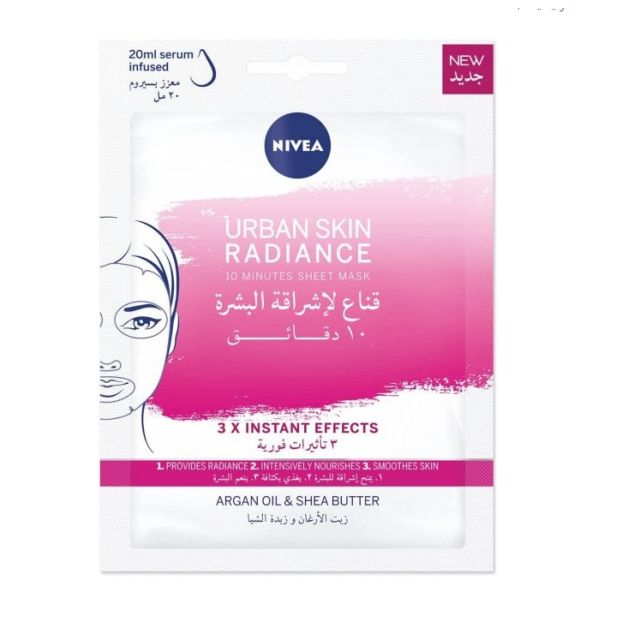 20ml serum
infused
معزز بسيروم
٢٠ مل
NEW
جديد
NIVEA
URBAN SKIN
RADIANCE
10 MINUTES SHEET MASK
قناع لإشراقة البشرة
١٠ دقـــائـــــق
3 X INSTANT EFFECTS
٣ تأثيرات فورية
1. PROVIDES RADIANCE 2. INTENSIVELY NOURISHES 3. SMOOTHES SKIN
١. يمنح إشراقة للبشرة ٢. يغذي بكثافة ٣. ينعم البشرة
ARGAN OIL & SHEA BUTTER
زيت الأرغان و زبدة الشيا